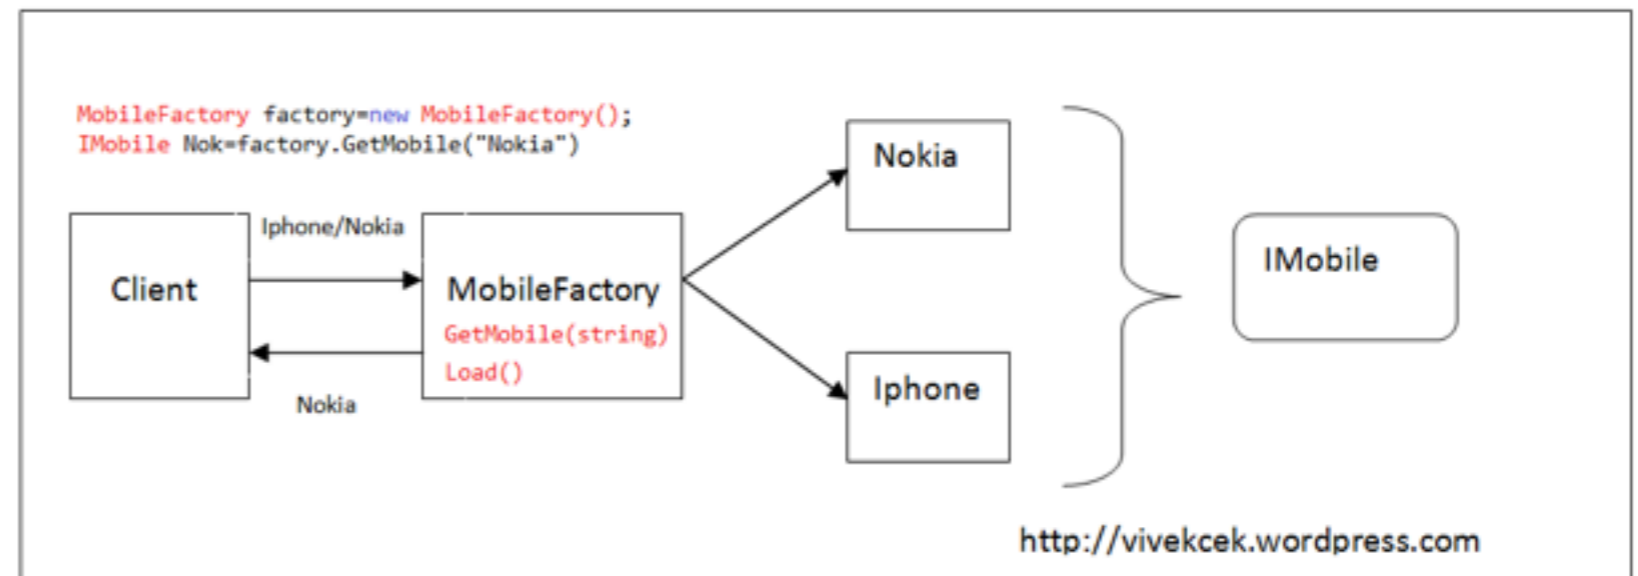 MobileFactory factory=new MobileFactory();
IMobile Nok=factory.GetMobile("Nokia")
Client
Iphone/Nokia
Nokia
MobileFactory
GetMobile(string)
Load()
Nokia
Iphone
IMobile
http://vivekcek.wordpress.com